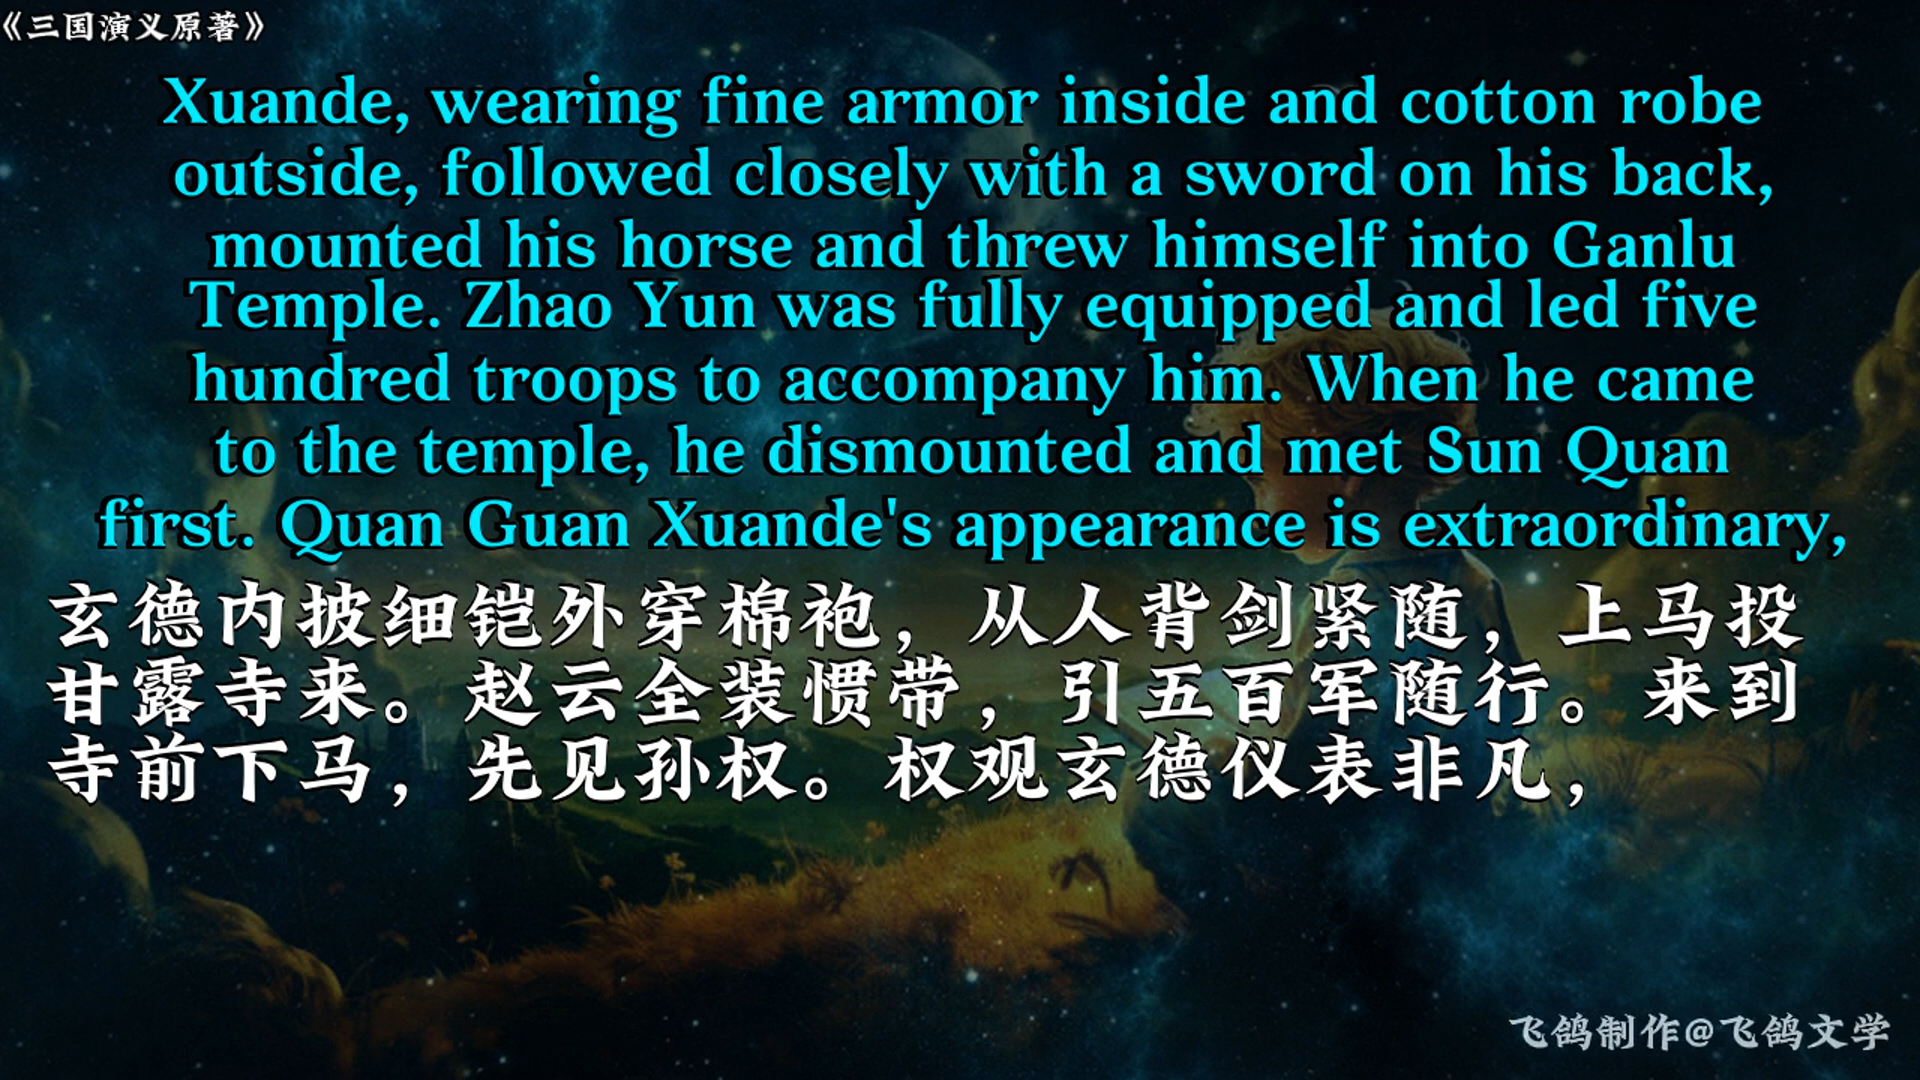 《三国演义原著》
Xuande, wearing fine armor inside and cotton robe
outside, followed closely with a sword on his back,
mounted his horse and threw himself into Ganlu
Temple. Zhao Yun was fully equipped and led five
hundred troops to accompany him. When he came
to the temple, he dismounted and met Sun Quan
first. Quan Guan Xuande's appearance is extraordinary,
玄德内披细铠外穿棉袍，从人背剑紧随，上马投
甘露寺来。赵云全装惯带，引五百军随行。来到
寺前下马，先见孙权。权观玄德仪表非凡，
飞鸽制作@飞鸽文学